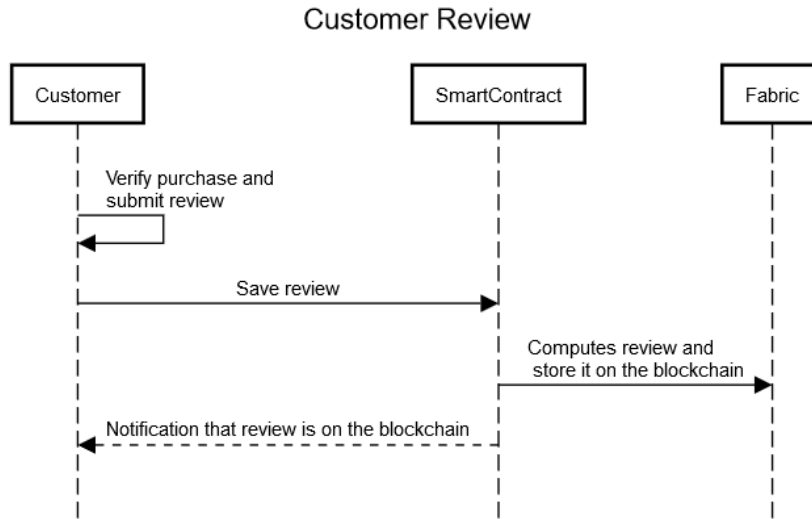 Customer Review
Customer
SmartContract
Fabric
Verify purchase and
submit review
Save review
Computes review and
store it on the blockchain
Notification that review is on the blockchain